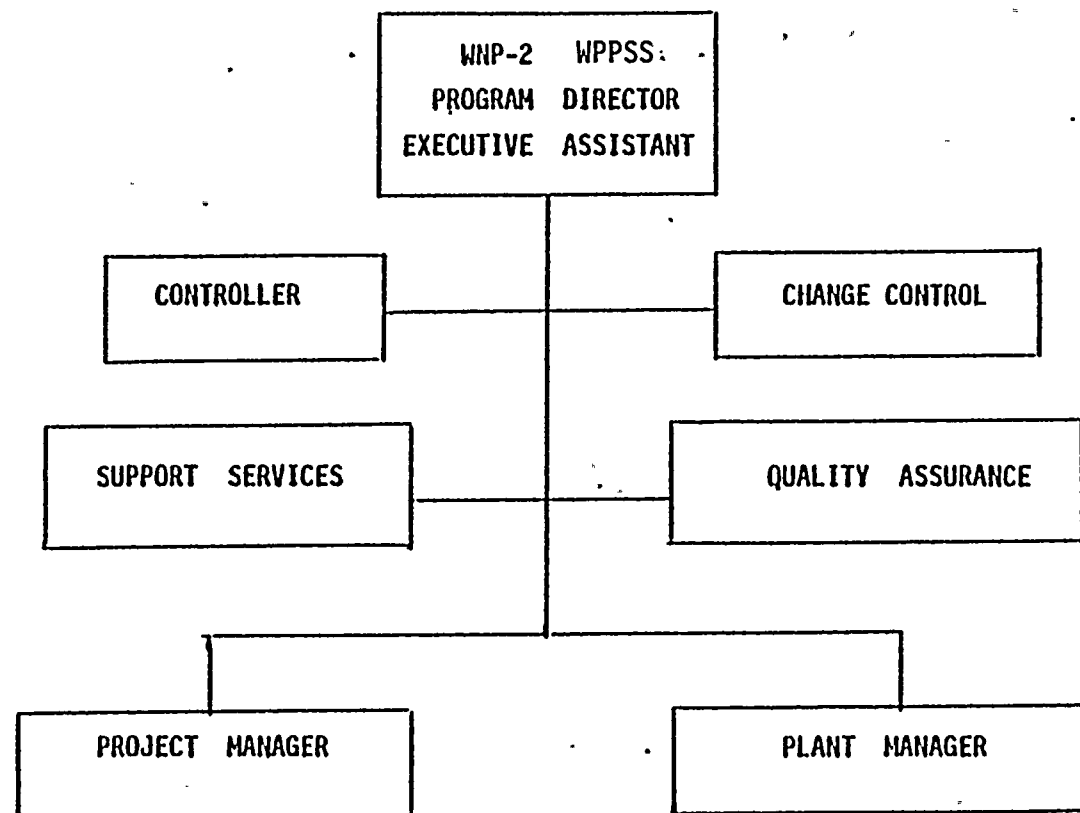 WNP-2 WPPSS
PROGRAM DIRECTOR
EXECUTIVE ASSISTANT
CONTROLLER
CHANGE CONTROL
SUPPORT SERVICES
QUALITY ASSURANCE
PROJECT MANAGER
PLANT MANAGER